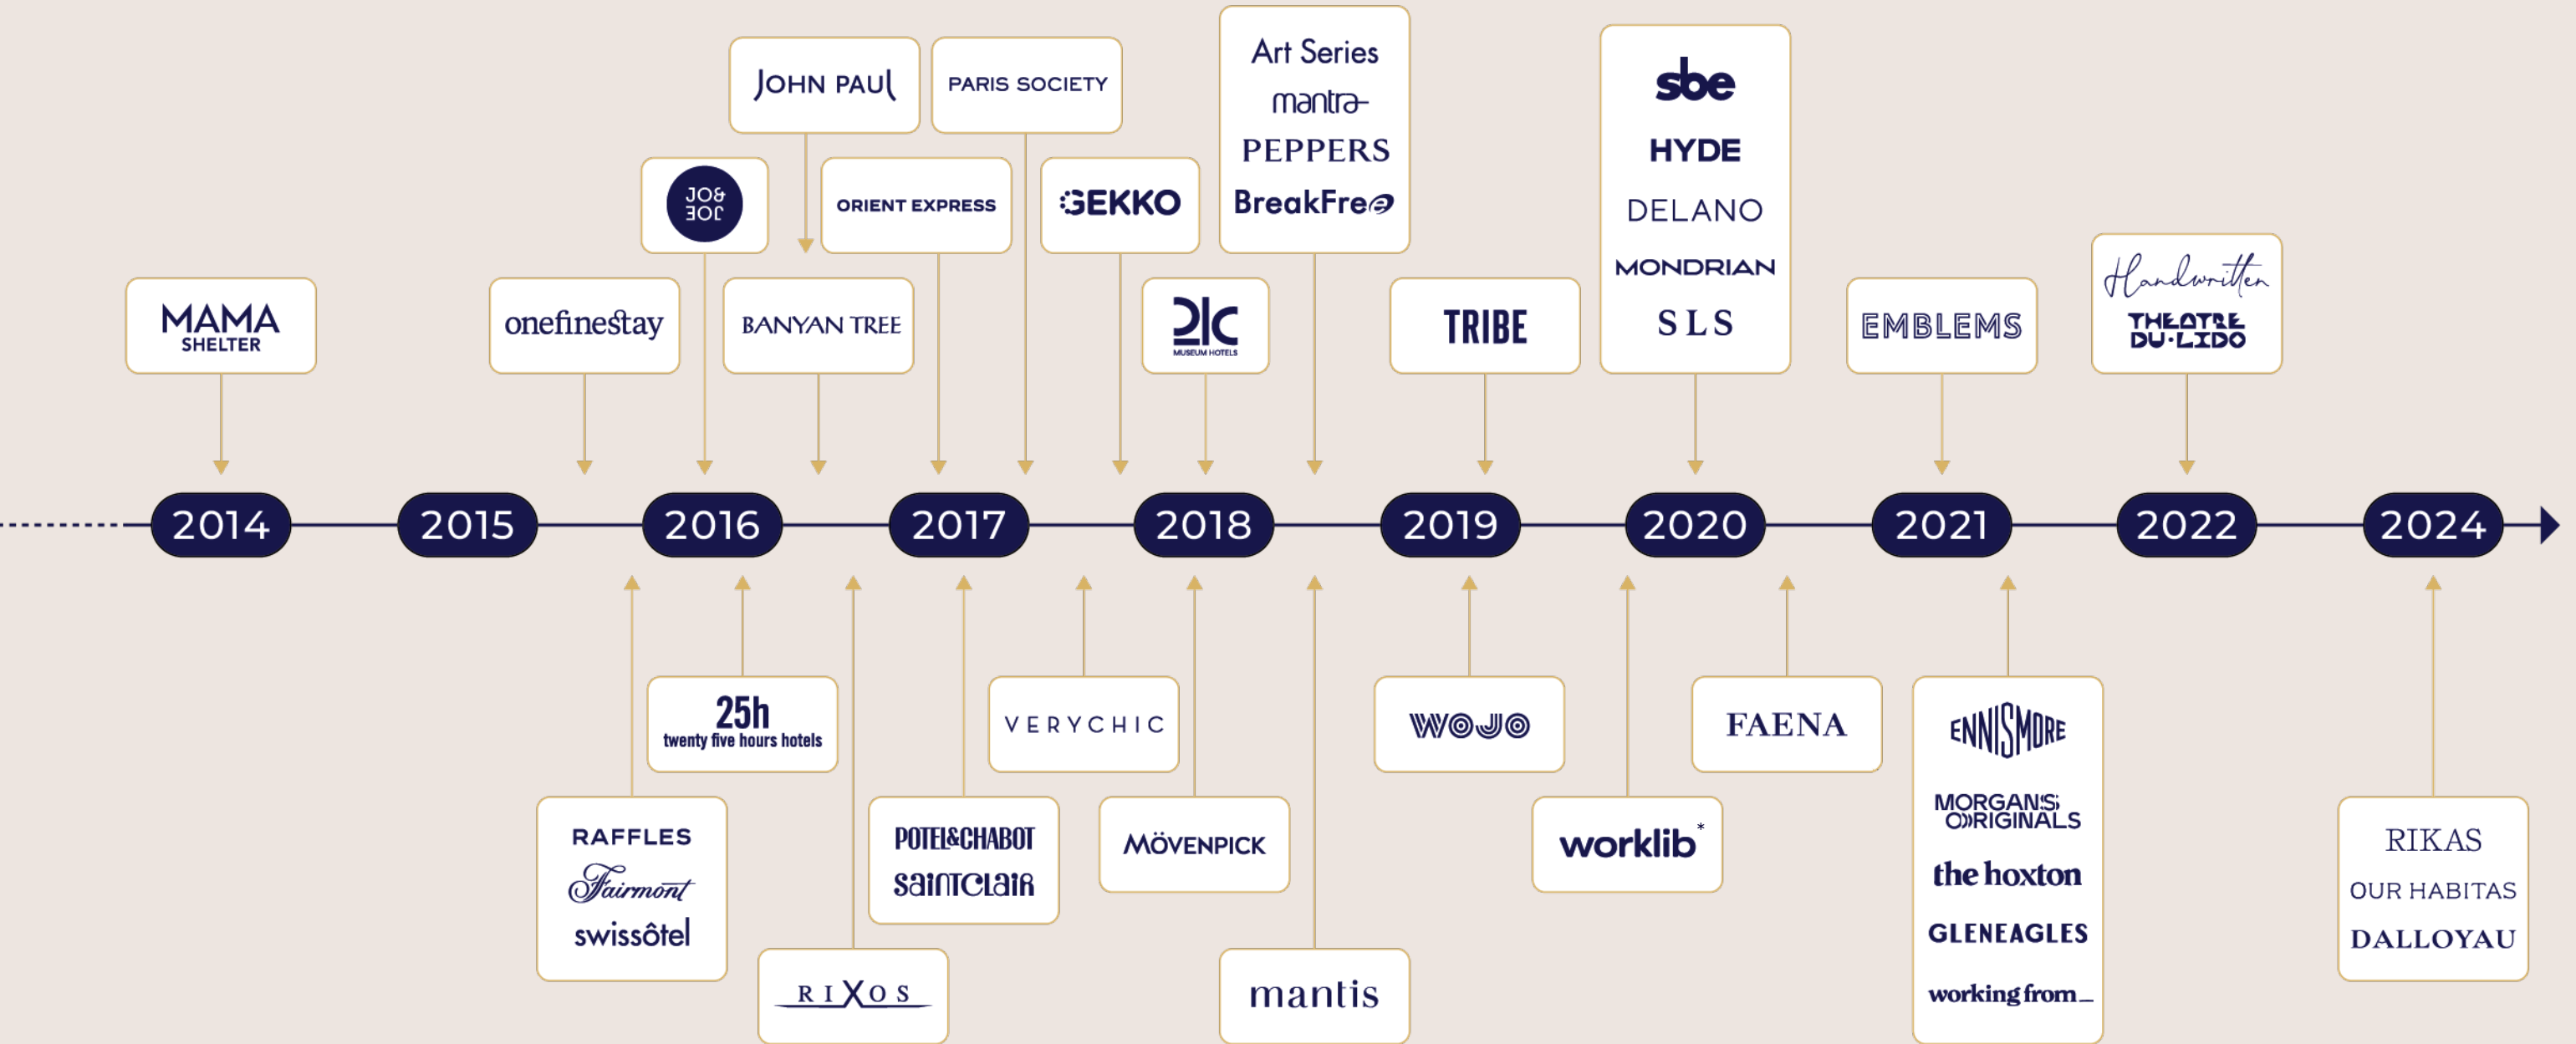 Art Series
mantra
PEPPERS
BreakFree
JOHN PAUL
PARIS SOCIETY
sbe
HYDE
DELANO
MONDRIAN
SLS
JO&
JOE
ORIENT EXPRESS
GEKKO
MAMA
SHELTER
onefinestay
BANYAN TREE
21c
MUSEUM HOTELS
TRIBE
EMBLEMS
Handwritten
THEATRE
DU·LIDO
2014
2015
2016
2017
2018
2019
2020
2021
2022
2024
25h
twenty five hours hotels
VERYCHIC
WOJO
FAENA
ENNISMORE
MORGANS
ORIGINALS
the hoxton
GLENEAGLES
working from_
RAFFLES
Fairmont
swissôtel
POTEL&CHABOT
SAINTCLAIR
MÖVENPICK
worklib*
RIKAS
OUR HABITAS
DALLOYAU
RIXOS
mantis